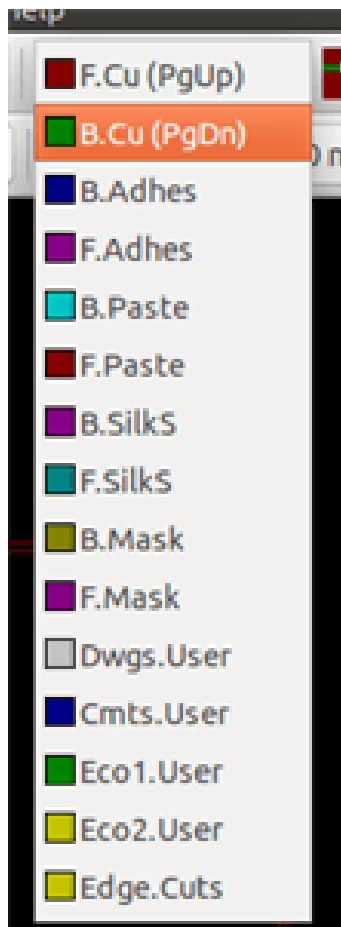 help
F.Cu (PgUp)
B.Cu (PgDn)
B.Adhes
F.Adhes
B.Paste
F.Paste
B.SilkS
F.SilkS
B.Mask
F.Mask
Dwgs.User
Cmts.User
Eco1.User
Eco2.User
Edge.Cuts